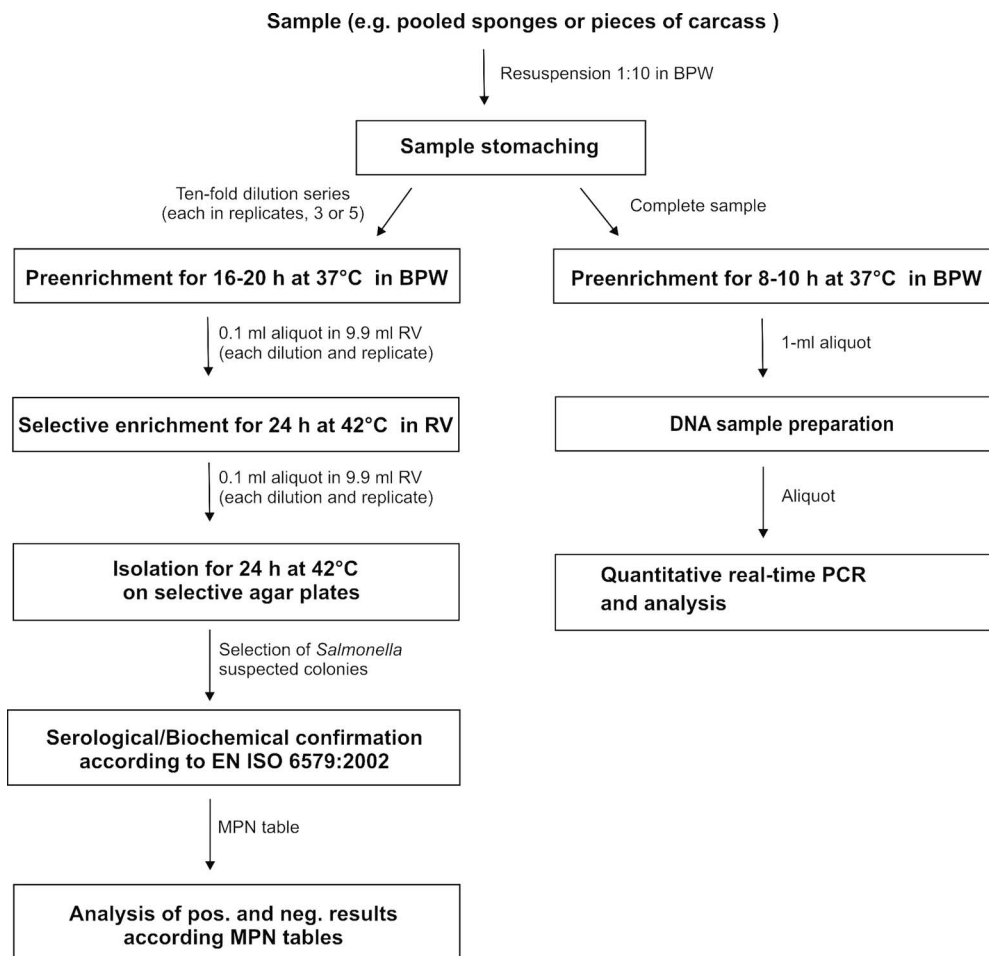 Sample (e.g. pooled sponges or pieces of carcass )
Resuspension 1:10 in BPW
Sample stomaching
Ten-fold dilution series
(each in replicates, 3 or 5)
Complete sample
Preenrichment for 16-20 h at 37°C in BPW
Preenrichment for 8-10 h at 37°C in BPW
0.1 ml aliquot in 9.9 ml RV
(each dilution and replicate)
1-ml aliquot
Selective enrichment for 24 h at 42°C in RV
DNA sample preparation
0.1 ml aliquot in 9.9 ml RV
(each dilution and replicate)
Aliquot
Isolation for 24 h at 42°C
on selective agar plates
Quantitative real-time PCR
and analysis
Selection of Salmonella
suspected colonies
Serological/Biochemical confirmation
according to EN ISO 6579:2002
MPN table
Analysis of pos. and neg. results
according MPN tables